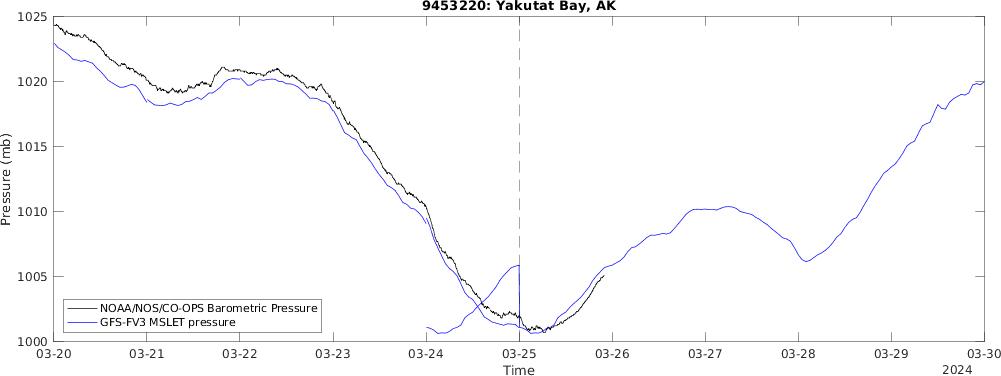 9453220: Yakutat Bay, AK
Pressure (mb)
1025
1020
1015
1010
1005
1000
NOAA/NOS/CO-OPS Barometric Pressure
GFS-FV3 MSLET pressure
03-20 03-21 03-22 03-23 03-24 03-25 03-26 03-27 03-28 03-29 03-30
Time
2024